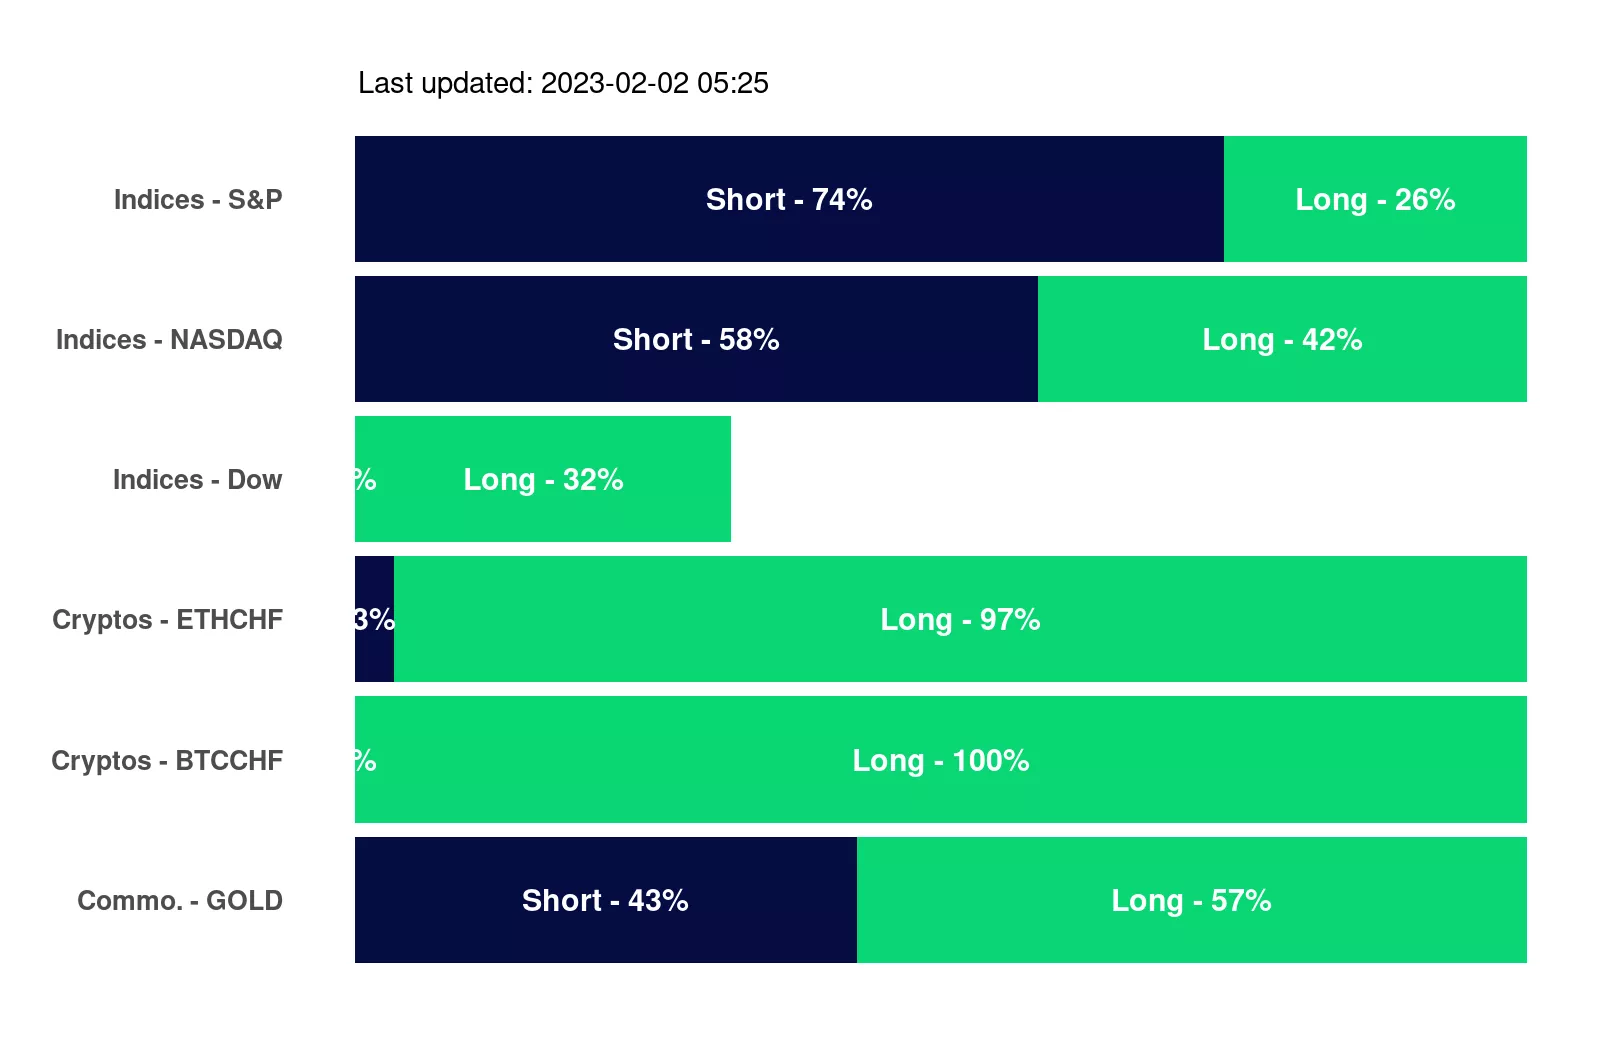 Last updated: 2023-02-02 05:25
Indices - S&P Short - 74% Long - 26%
Indices - NASDAQ Short - 58% Long - 42%
Indices - Dow % Long - 32%
Cryptos - ETHCHF 3% Long - 97%
Cryptos - BTCCHF % Long - 100%
Commo. - GOLD Short - 43% Long - 57%